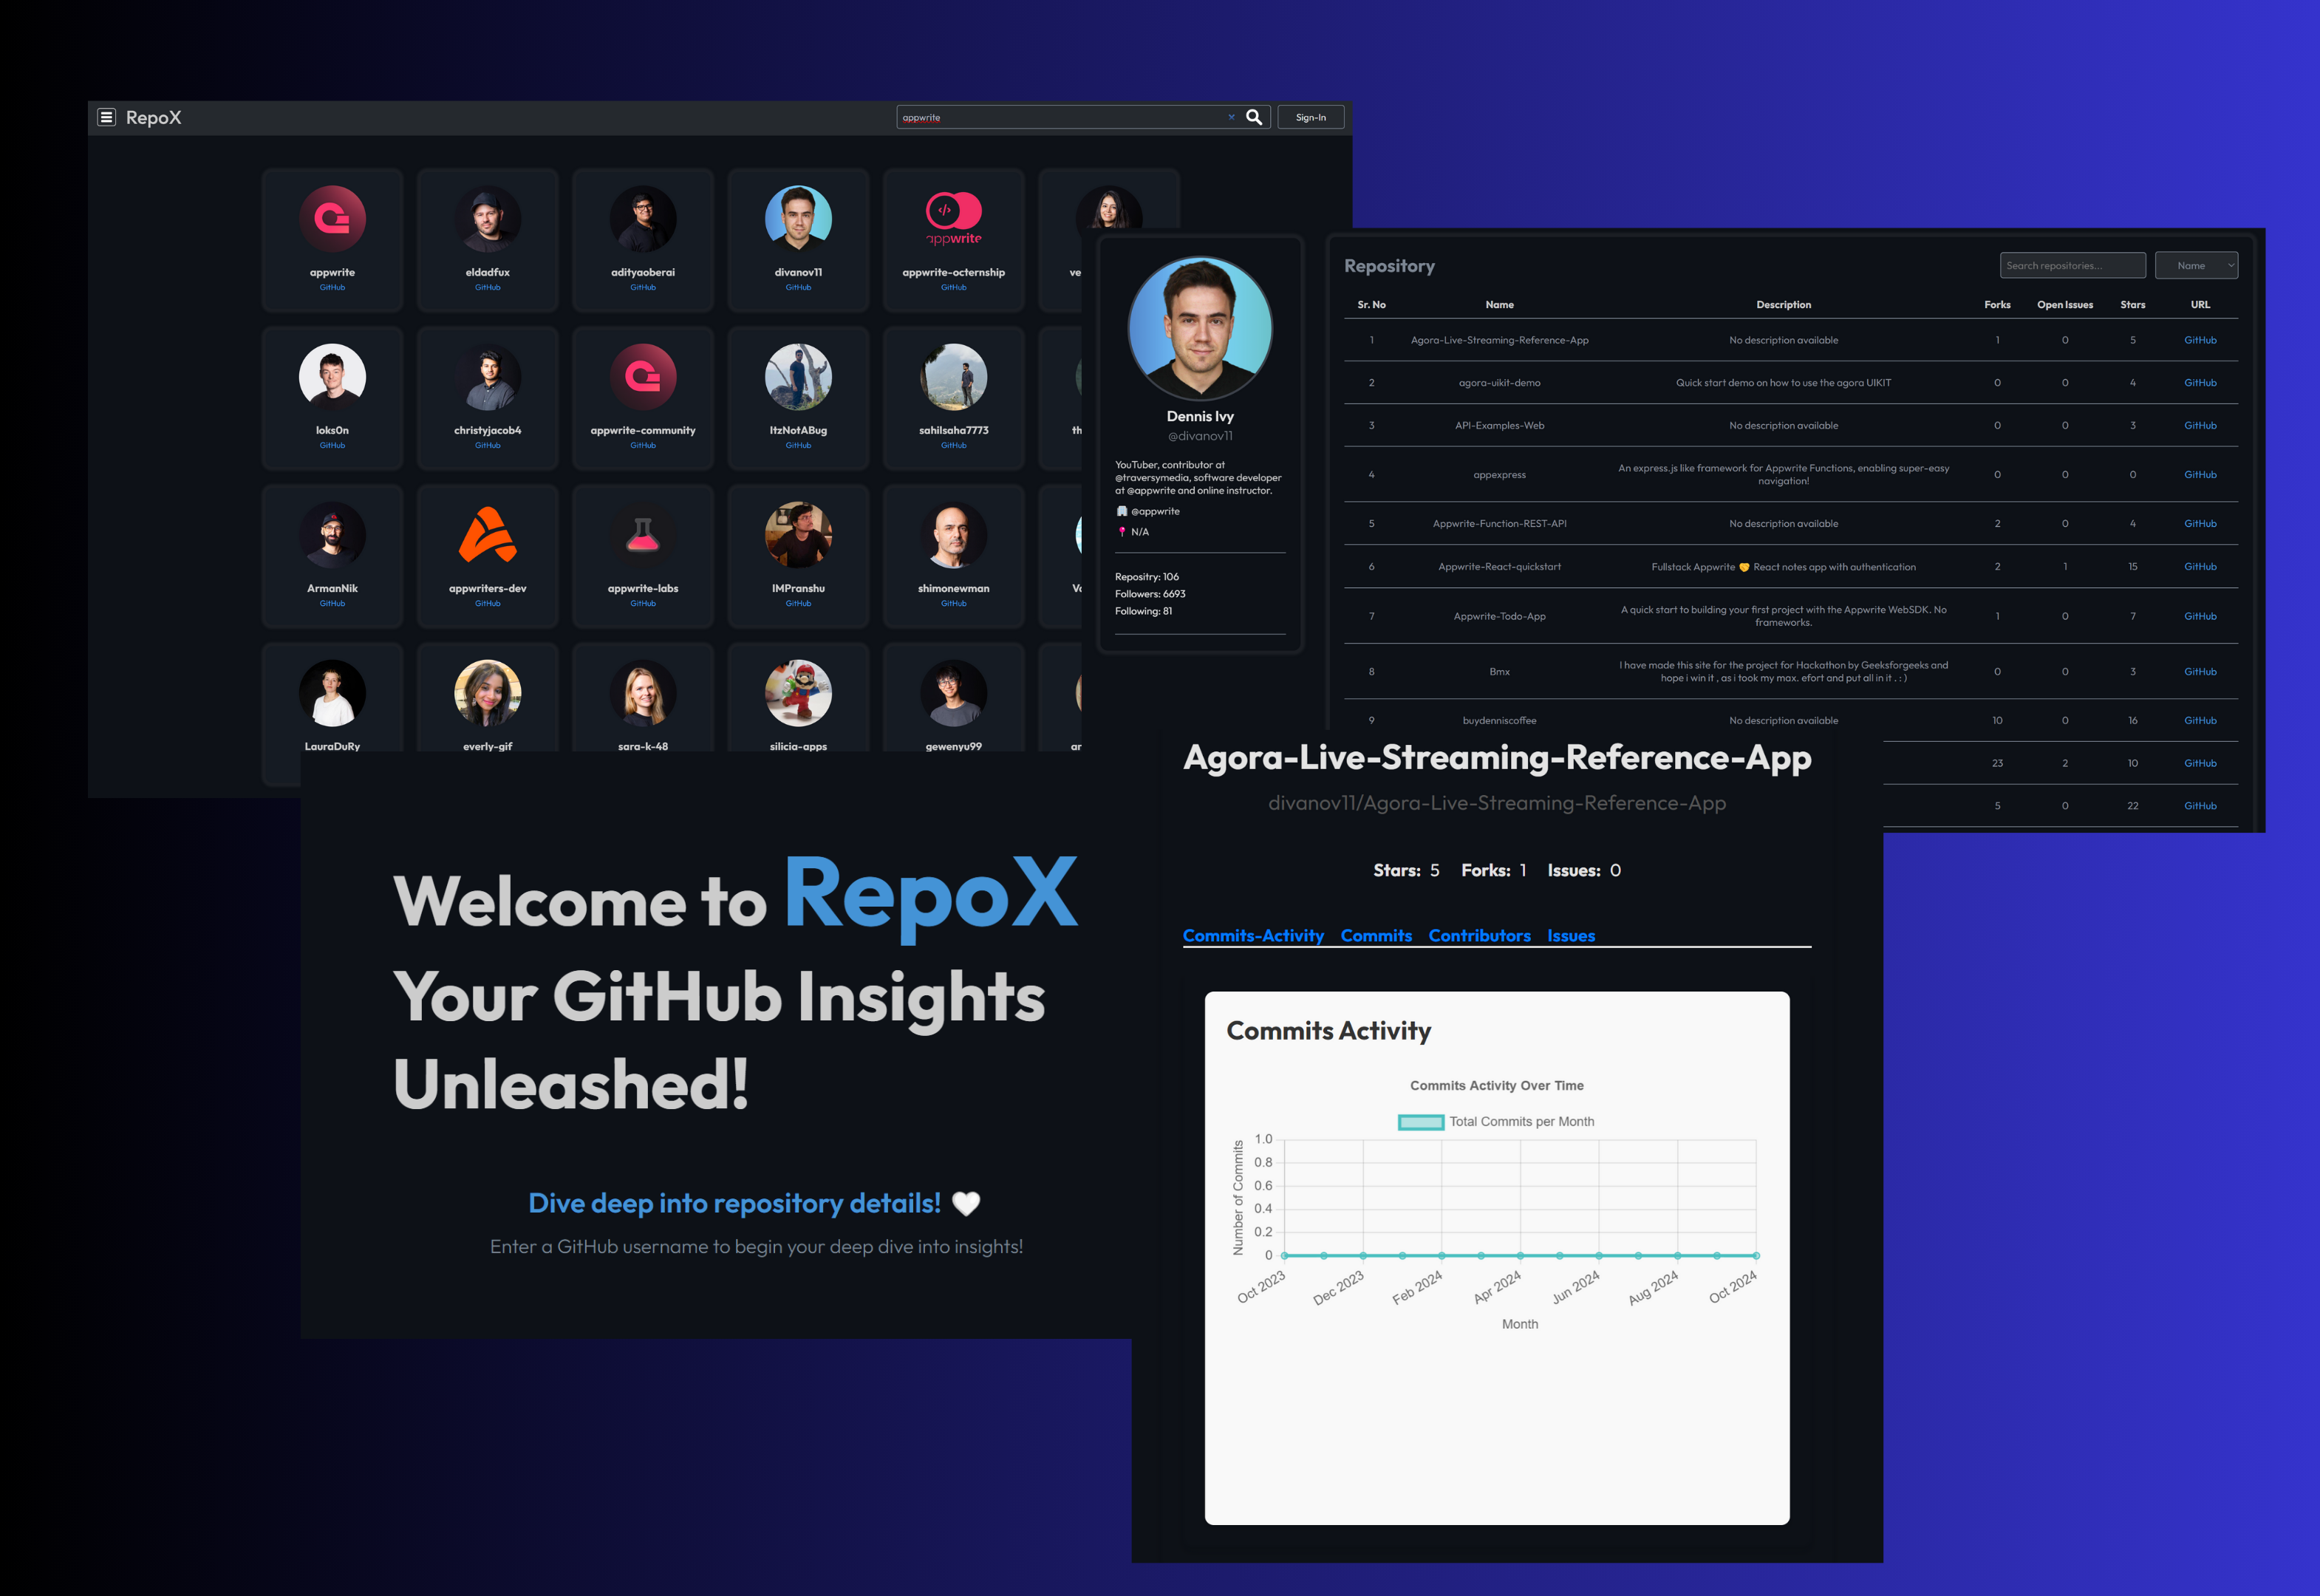 RepoX
appwrite
Sign-In
appwrite
GitHub
eldadfux
GitHub
adityaoberai
GitHub
divanov11
GitHub
appwrite
appwrite-octernship
GitHub
ve
loks0n
GitHub
christyjacob4
GitHub
appwrite-community
GitHub
ItzNotABug
GitHub
sahilsaha7773
GitHub
th
ArmanNik
GitHub
appwriters-dev
GitHub
appwrite-labs
GitHub
IMPranshu
GitHub
shimonewman
GitHub
LauraDuRy
everly-gif
sara-k-48
silicia-apps
gewenyu99
ar
Dennis Ivy
@divanov11
YouTuber, contributor at
@traversymedia, software developer
at @appwrite and online instructor.
@appwrite
N/A
Repositry: 106
Followers: 6693
Following: 81
Repository
Search repositories...
Name
Sr. No Name Description Forks Open Issues Stars URL
1 Agora-Live-Streaming-Reference-App No description available 1 0 5 GitHub
2 agora-uikit-demo Quick start demo on how to use the agora UIKIT 0 0 4 GitHub
3 API-Examples-Web No description available 0 0 3 GitHub
An express.js like framework for Appwrite Functions, enabling super-easy
4 appexpress 0 0 0 GitHub
navigation!
5 Appwrite-Function-REST-API No description available 2 0 4 GitHub
6 Appwrite-React-quickstart Fullstack Appwrite 🤝 React notes app with authentication 2 1 15 GitHub
A quick start to building your first project with the Appwrite WebSDK. No
7 Appwrite-Todo-App 1 0 7 GitHub
frameworks.
I have made this site for the project for Hackathon by Geeksforgeeks and
8 Bmx 0 0 3 GitHub
hope i win it , as i took my max. efort and put all in it . : )
9 buydenniscoffee No description available 10 0 16 GitHub
23 2 10 GitHub
5 0 22 GitHub
Welcome to RepoX
Your GitHub Insights
Unleashed!
Dive deep into repository details! 🤍
Enter a GitHub username to begin your deep dive into insights!
Agora-Live-Streaming-Reference-App
divanov11/Agora-Live-Streaming-Reference-App
Stars: 5 Forks: 1 Issues: 0
Commits-Activity Commits Contributors Issues
Commits Activity
Commits Activity Over Time
Total Commits per Month
Number of Commits
1.0
0.8
0.6
0.4
0.2
0
Oct 2023 Dec 2023 Feb 2024 Apr 2024 Jun 2024 Aug 2024 Oct 2024
Month